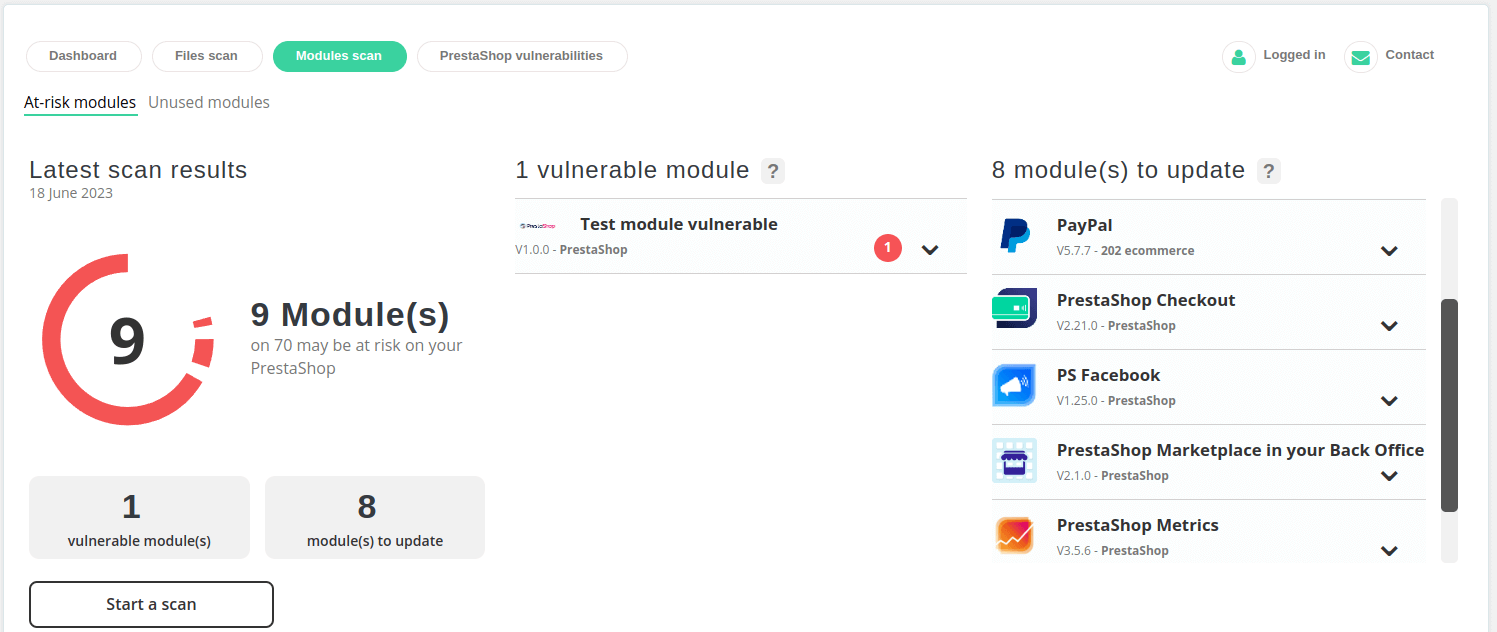 Dashboard
Files scan
Modules scan
PrestaShop vulnerabilities
Logged in
Contact
At-risk modules
Unused modules
Latest scan results
18 June 2023
9
9 Module(s)
on 70 may be at risk on your
PrestaShop
1
vulnerable module(s)
8
module(s) to update
Start a scan
1 vulnerable module ?
PrestaShop
Test module vulnerable
V1.0.0 - PrestaShop
1
8 module(s) to update ?
PayPal
V5.7.7 - 202 ecommerce
PrestaShop Checkout
V2.21.0 - PrestaShop
PS Facebook
V1.25.0 - PrestaShop
PrestaShop Marketplace in your Back Office
V2.1.0 - PrestaShop
PrestaShop Metrics
V3.5.6 - PrestaShop